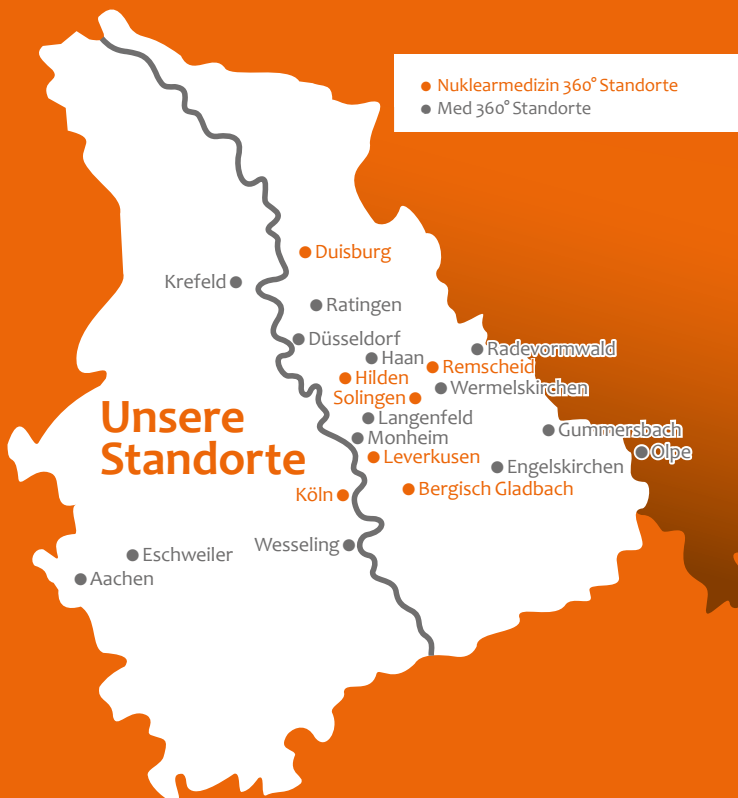 Nuklearmedizin 360° Standorte
Med 360° Standorte
Duisburg
Krefeld
Ratingen
Düsseldorf
Haan
Radevormwald
Remscheid
Hilden
Wermelskirchen
Solingen
Unsere
Standorte
Langenfeld
Gummersbach
Monheim
Olpe
Leverkusen
Engelskirchen
Köln
Bergisch Gladbach
Wesseling
Eschweiler
Aachen